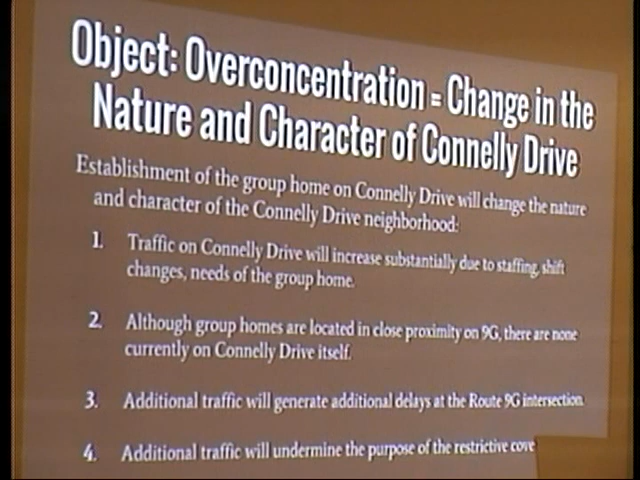 Object: Overconcentration = Change in the
Nature and Character of Connelly Drive
Establishment of the group home on Connelly Drive will change the nature
and character of the Connelly Drive neighborhood:
1. Traffic on Connelly Drive will increase substantially due to staffing, shift
changes, needs of the group home.
2. Although group homes are located in close proximity on 9G, there are none
currently on Connelly Drive itself.
3. Additional traffic will generate additional delays at the Route 9G intersection.
4. Additional traffic will undermine the purpose of the restrictive cove